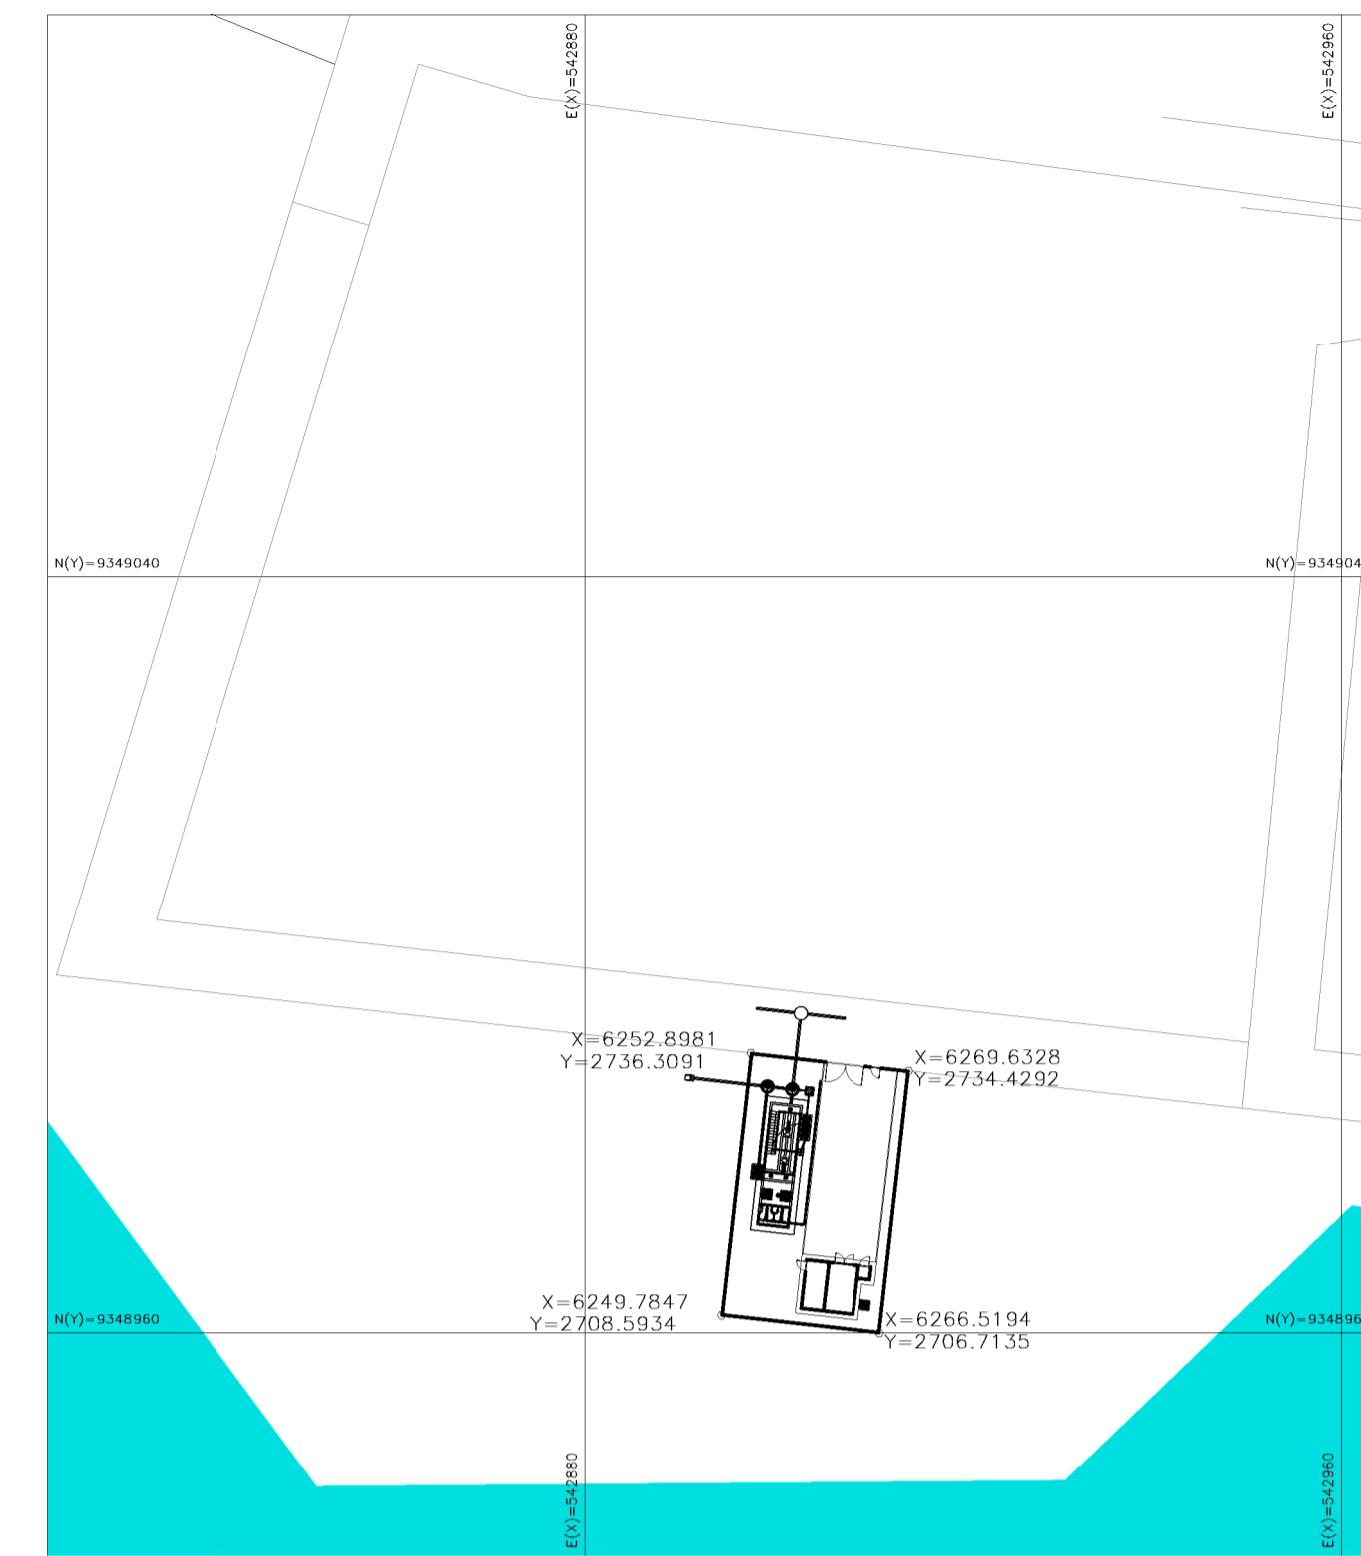 E(X)=542880
E(X)=542960
N(Y)=9349040
N(Y)=934904
X=6252.8981
Y=2736.3091
X=6269.6328
Y=2734.4292
X=6249.7847
Y=2708.5934
X=6266.5194
Y=2706.7135
N(Y)=9348960
N(Y)=934896
E(X)=542880
E(X)=542960